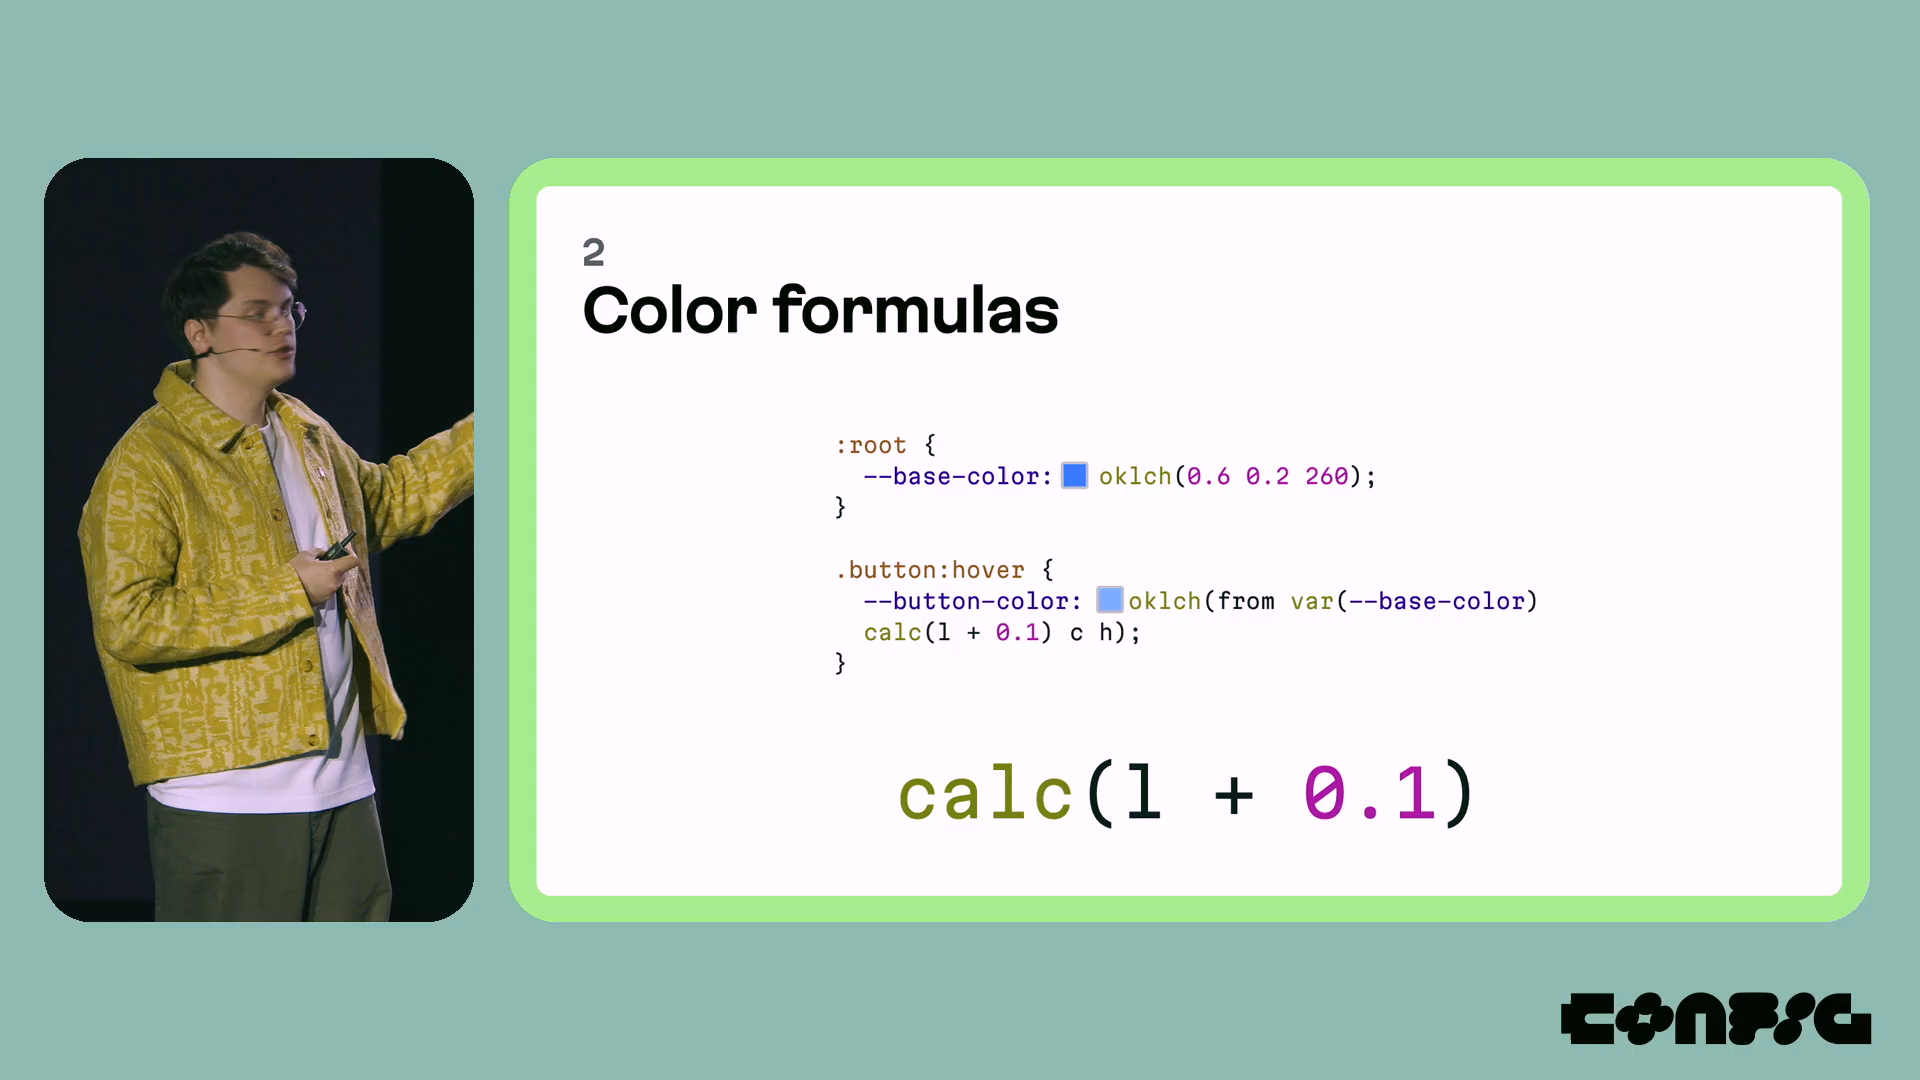 2
Color formulas
:root {
--base-color: oklch(0.6 0.2 260);
}
.button:hover {
--button-color: oklch(from var(--base-color)
calc(l + 0.1) c h);
}
calc(l + 0.1)
CONFIG